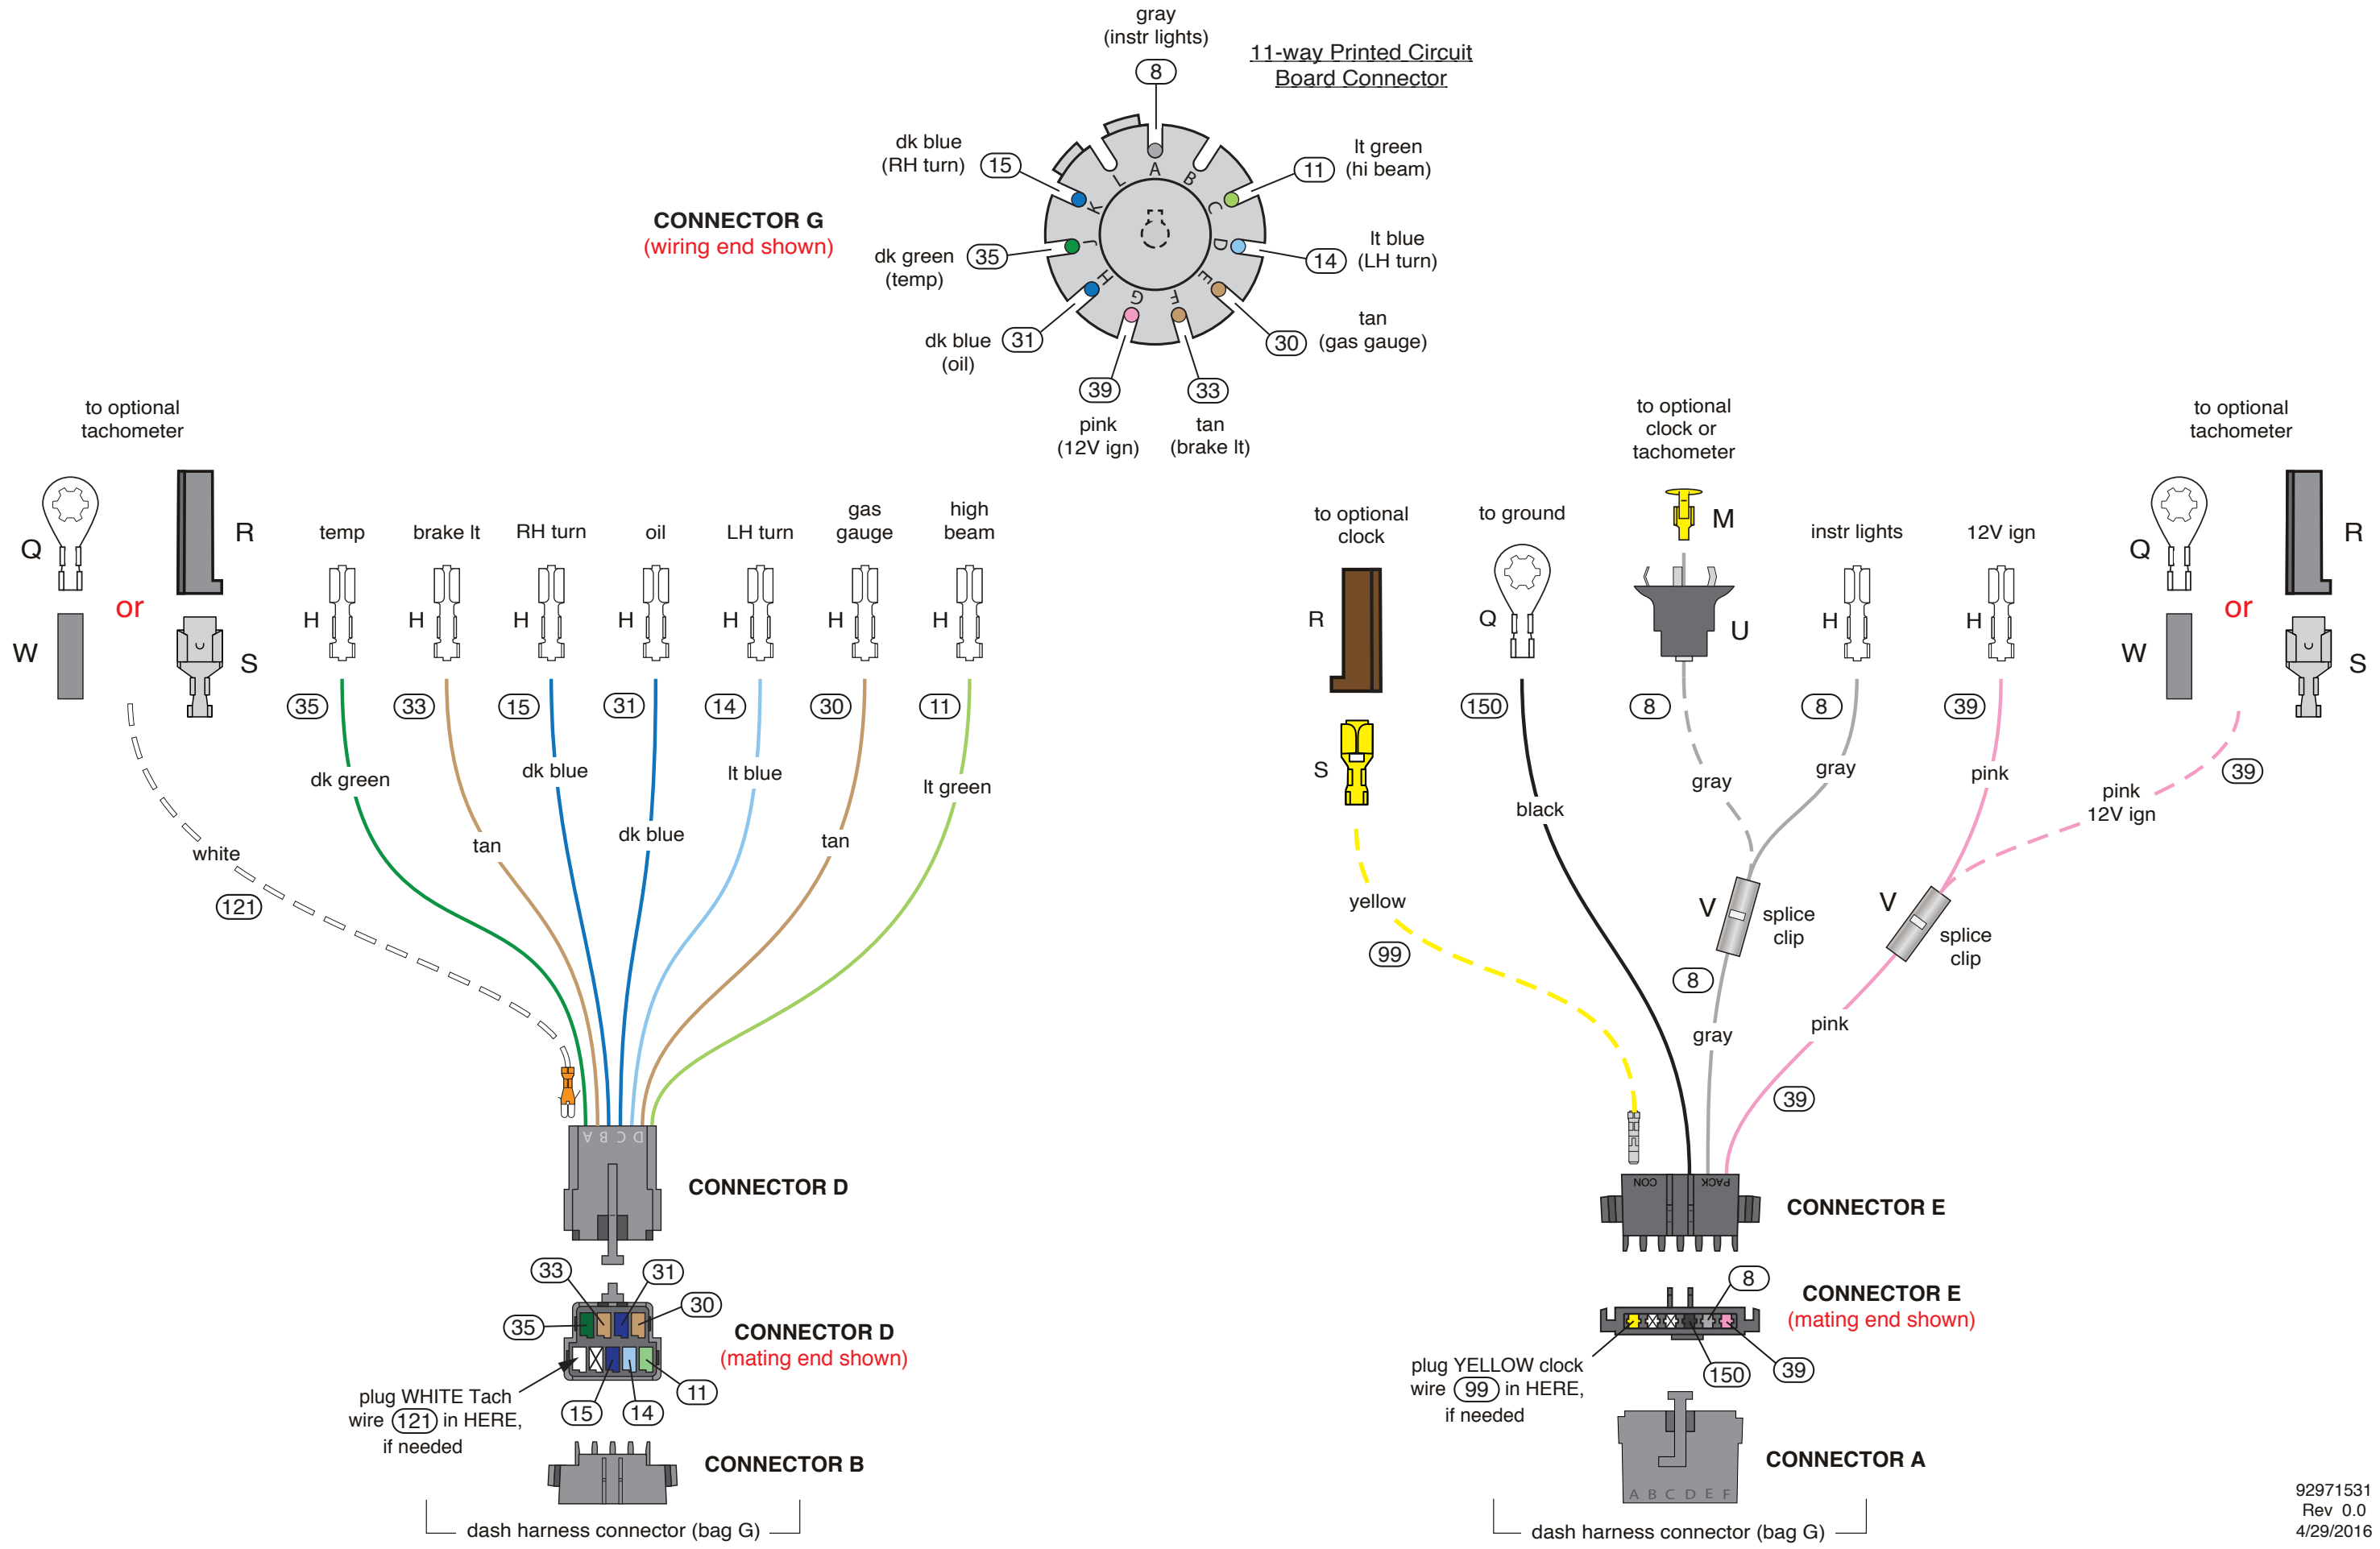 gray
(instr lights)
8
11-way Printed Circuit
Board Connector
dk blue
(RH turn)
15
lt green
(hi beam)
11
CONNECTOR G
(wiring end shown)
A
B
C
D
E
F
G
H
J
K
L
dk green
(temp)
35
lt blue
(LH turn)
14
dk blue
(oil)
31
tan
(gas gauge)
30
39
pink
(12V ign)
33
tan
(brake lt)
to optional
tachometer
Q
R
or
W
S
temp
brake lt
RH turn
oil
LH turn
gas
gauge
high
beam
H
H
H
H
H
H
H
35
33
15
31
14
30
11
dk green
tan
dk blue
dk blue
lt blue
tan
lt green
white
121
A B C D
CONNECTOR D
33
31
30
35
CONNECTOR D
(mating end shown)
11
15
14
plug WHITE Tach
wire 121 in HERE,
if needed
CONNECTOR B
dash harness connector (bag G)
to optional
clock
to ground
to optional
clock or
tachometer
M
instr lights
12V ign
to optional
tachometer
R
Q
U
H
H
Q
R
or
W
S
S
150
8
8
39
39
yellow
99
black
gray
gray
pink
pink
12V ign
V
splice
clip
V
splice
clip
8
gray
pink
39
CON
PACK
CONNECTOR E
8
CONNECTOR E
(mating end shown)
150
39
plug YELLOW clock
wire 99 in HERE,
if needed
CONNECTOR A
A B C D E F
dash harness connector (bag G)
92971531
Rev 0.0
4/29/2016